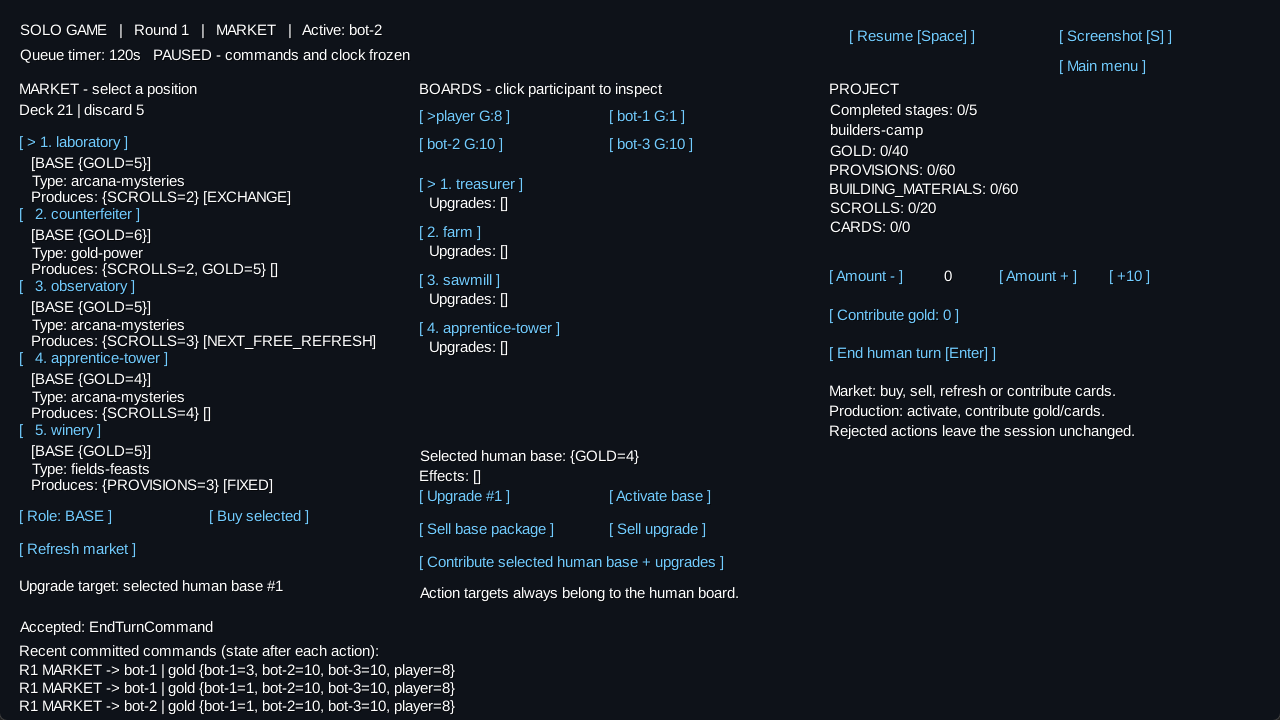 SOLO GAME | Round 1 | MARKET | Active: bot-2
Queue timer: 120s PAUSED - commands and clock frozen
[ Resume [Space] ]
[ Screenshot [S] ]
[ Main menu ]
MARKET - select a position
Deck 21 | discard 5
[ > 1. laboratory ]
[BASE {GOLD=5}]
Type: arcana-mysteries
Produces: {SCROLLS=2} [EXCHANGE]
[ 2. counterfeiter ]
[BASE {GOLD=6}]
Type: gold-power
Produces: {SCROLLS=2, GOLD=5} []
[ 3. observatory ]
[BASE {GOLD=5}]
Type: arcana-mysteries
Produces: {SCROLLS=3} [NEXT_FREE_REFRESH]
[ 4. apprentice-tower ]
[BASE {GOLD=4}]
Type: arcana-mysteries
Produces: {SCROLLS=4} []
[ 5. winery ]
[BASE {GOLD=5}]
Type: fields-feasts
Produces: {PROVISIONS=3} [FIXED]
[ Role: BASE ] [ Buy selected ]
[ Refresh market ]
Upgrade target: selected human base #1
BOARDS - click participant to inspect
[ >player G:8 ] [ bot-1 G:1 ]
[ bot-2 G:10 ] [ bot-3 G:10 ]
[ > 1. treasurer ]
Upgrades: []
[ 2. farm ]
Upgrades: []
[ 3. sawmill ]
Upgrades: []
[ 4. apprentice-tower ]
Upgrades: []
Selected human base: {GOLD=4}
Effects: []
[ Upgrade #1 ] [ Activate base ]
[ Sell base package ] [ Sell upgrade ]
[ Contribute selected human base + upgrades ]
Action targets always belong to the human board.
PROJECT
Completed stages: 0/5
builders-camp
GOLD: 0/40
PROVISIONS: 0/60
BUILDING_MATERIALS: 0/60
SCROLLS: 0/20
CARDS: 0/0
[ Amount - ] 0 [ Amount + ] [ +10 ]
[ Contribute gold: 0 ]
[ End human turn [Enter] ]
Market: buy, sell, refresh or contribute cards.
Production: activate, contribute gold/cards.
Rejected actions leave the session unchanged.
Accepted: EndTurnCommand
Recent committed commands (state after each action):
R1 MARKET -> bot-1 | gold {bot-1=3, bot-2=10, bot-3=10, player=8}
R1 MARKET -> bot-1 | gold {bot-1=1, bot-2=10, bot-3=10, player=8}
R1 MARKET -> bot-2 | gold {bot-1=1, bot-2=10, bot-3=10, player=8}